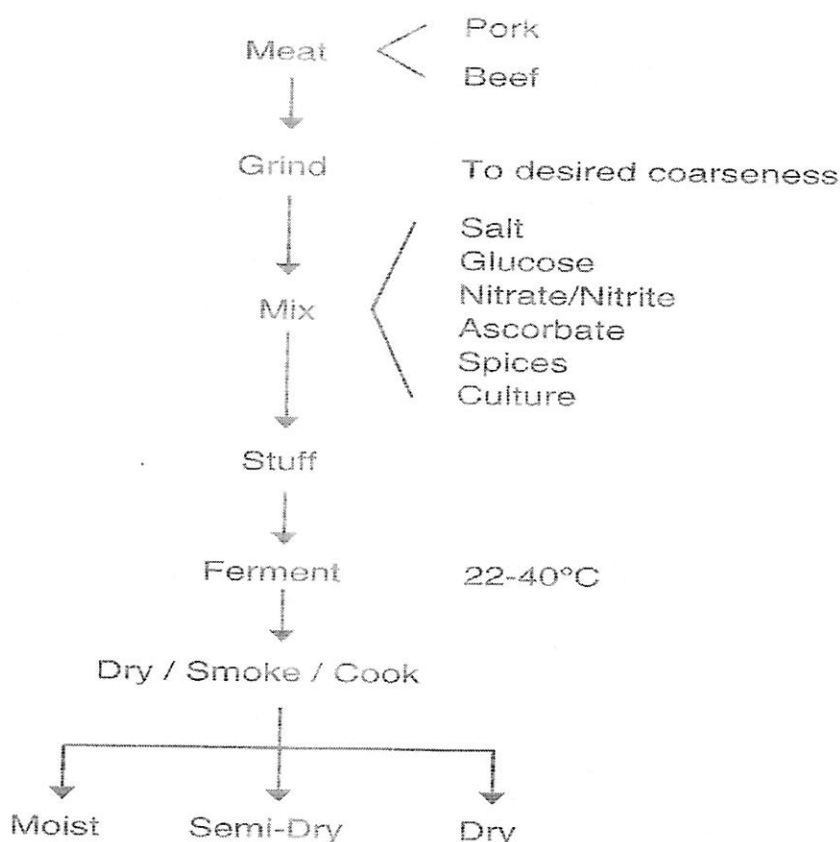 Pork
Meat
Beef
Grind To desired coarseness
Salt
Glucose
Nitrate/Nitrite
Mix
Ascorbate
Spices
Culture
Stuff
Ferment 22-40°C
Dry / Smoke / Cook
Moist Semi-Dry Dry